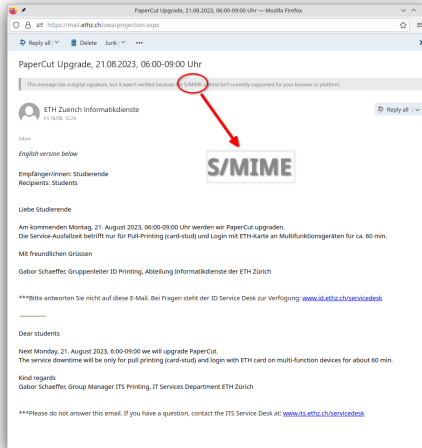 PaperCut Upgrade, 21.08.2023, 06:00-09:00 Uhr — Mozilla Firefox
https://mail.ethz.ch/owa/projection.aspx
Reply all | Delete Junk |
PaperCut Upgrade, 21.08.2023, 06:00-09:00 Uhr
This message has a digital signature, but it wasn't verified because the S/MIME control isn't currently supported for your browser or platform.
ETH Zuerich Informatikdienste
Fri 18/08, 12:24
Reply all |
Inbox
English version below
S/MIME
Empfänger/innen: Studierende
Recipients: Students
Liebe Studierende
Am kommenden Montag, 21. August 2023, 06:00-09:00 Uhr werden wir PaperCut upgraden.
Die Service-Ausfallzeit betrifft nur für Pull-Printing (card-stud) und Login mit ETH-Karte an Multifunktionsgeräten für ca. 60 min.
Mit freundlichen Grüssen
Gabor Schaeffer, Gruppenleiter ID Printing, Abteilung Informatikdienste der ETH Zürich
***Bitte antworten Sie nicht auf diese E-Mail. Bei Fragen steht der ID Service Desk zur Verfügung: www.id.ethz.ch/servicedesk
-------------
Dear students
Next Monday, 21. August 2023, 6:00-09:00 we will upgrade PaperCut.
The service downtime will be only for pull printing (card-stud) and login with ETH card on multi-function devices for about 60 min.
Kind regards
Gabor Schaeffer, Group Manager ITS Printing, IT Services Department ETH Zürich
***Please do not answer this email. If you have a question, contact the ITS Service Desk at: www.its.ethz.ch/servicedesk